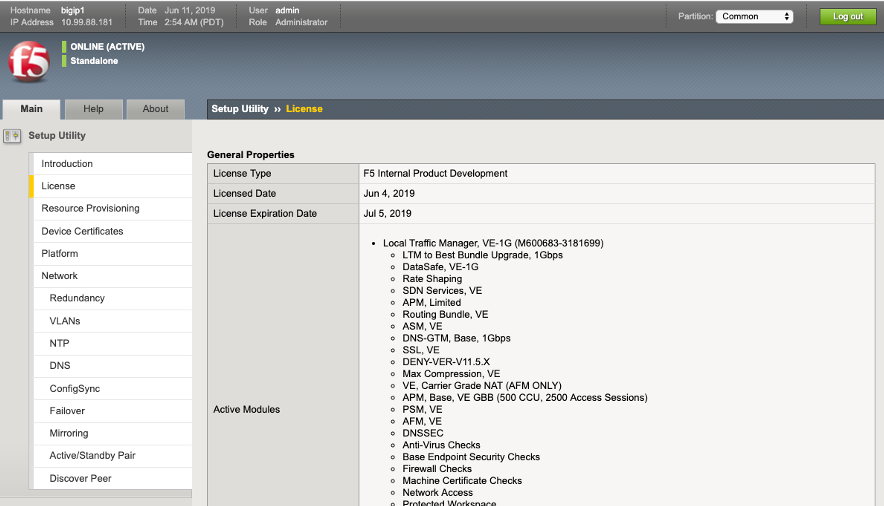 Hostname bigip1 Date Jun 11, 2019 User admin
IP Address 10.99.88.181 Time 2:54 AM (PDT) Role Administrator
Partition: Common Log out
f5
ONLINE (ACTIVE)
Standalone
Main Help About
Setup Utility ›› License
Setup Utility
Introduction
License
Resource Provisioning
Device Certificates
Platform
Network
Redundancy
VLANs
NTP
DNS
ConfigSync
Failover
Mirroring
Active/Standby Pair
Discover Peer
General Properties
License Type F5 Internal Product Development
Licensed Date Jun 4, 2019
License Expiration Date Jul 5, 2019
Active Modules
Local Traffic Manager, VE-1G (M600683-3181699)
LTM to Best Bundle Upgrade, 1Gbps
DataSafe, VE-1G
Rate Shaping
SDN Services, VE
APM, Limited
Routing Bundle, VE
ASM, VE
DNS-GTM, Base, 1Gbps
SSL, VE
DENY-VER-V11.5.X
Max Compression, VE
VE, Carrier Grade NAT (AFM ONLY)
APM, Base, VE GBB (500 CCU, 2500 Access Sessions)
PSM, VE
AFM, VE
DNSSEC
Anti-Virus Checks
Base Endpoint Security Checks
Firewall Checks
Machine Certificate Checks
Network Access
Protected Workspace